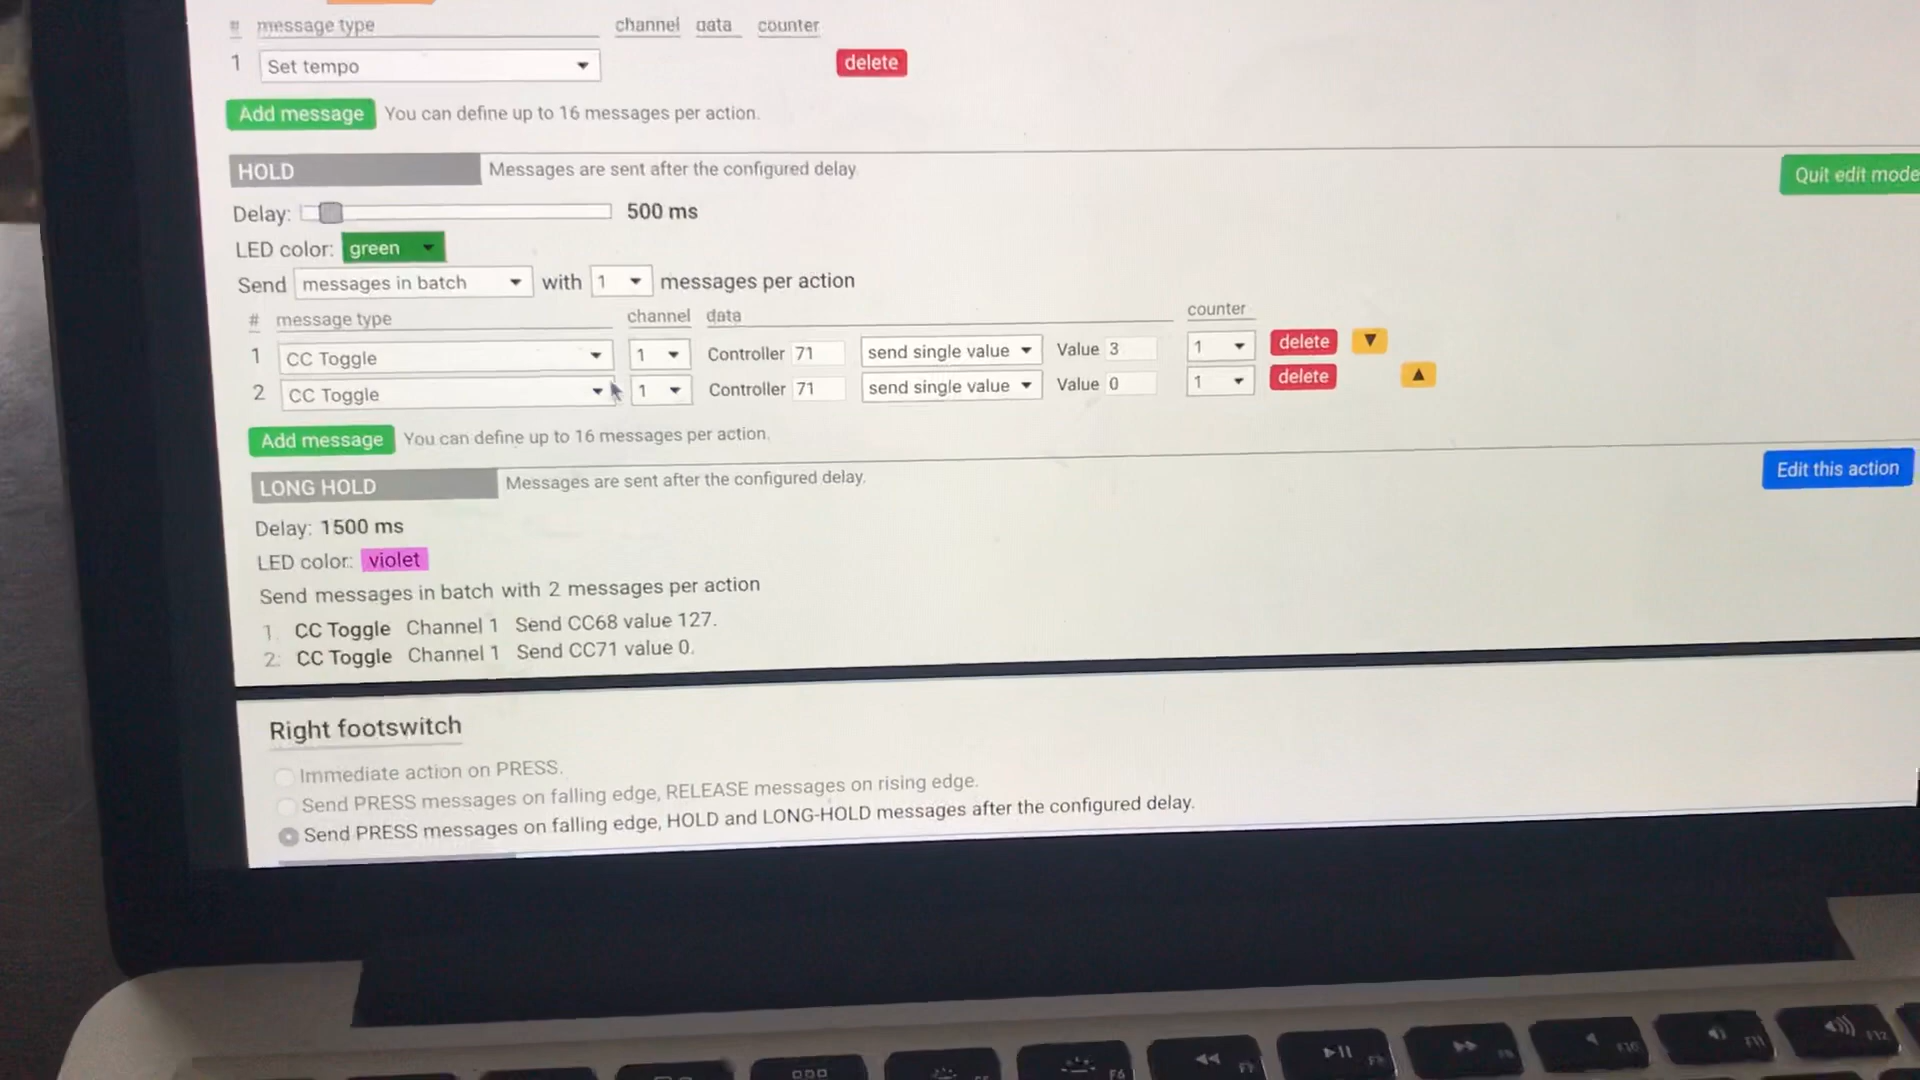 # message type channel data counter
1 Set tempo delete
Add message You can define up to 16 messages per action.
HOLD Messages are sent after the configured delay
Quit edit mode
Delay: 500 ms
LED color: green
Send messages in batch with 1 messages per action
# message type channel data counter
1 CC Toggle 1 Controller 71 send single value Value 3 1 delete ▼
2 CC Toggle 1 Controller 71 send single value Value 0 1 delete ▲
Add message You can define up to 16 messages per action.
LONG HOLD Messages are sent after the configured delay.
Edit this action
Delay: 1500 ms
LED color: violet
Send messages in batch with 2 messages per action
1. CC Toggle Channel 1 Send CC68 value 127.
2: CC Toggle Channel 1 Send CC71 value 0.
Right footswitch
Immediate action on PRESS.
Send PRESS messages on falling edge, RELEASE messages on rising edge.
Send PRESS messages on falling edge, HOLD and LONG-HOLD messages after the configured delay.
F6 F7 F8 F10 F11 F12